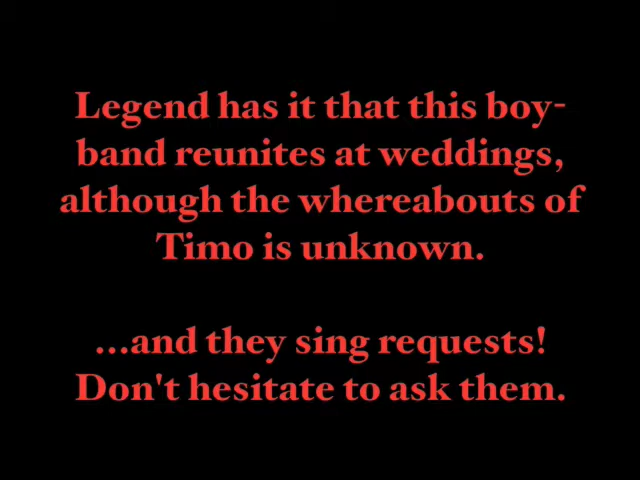 Legend has it that this boy-
band reunites at weddings,
although the whereabouts of
Timo is unknown.
...and they sing requests!
Don't hesitate to ask them.